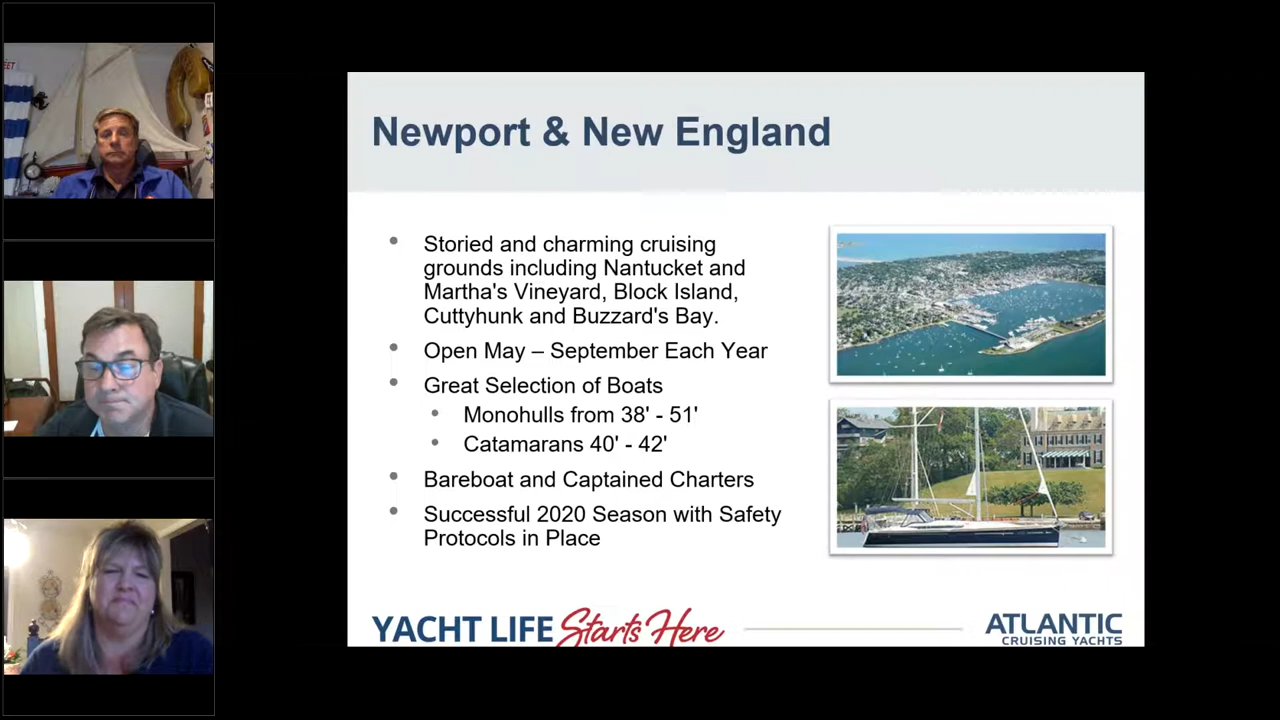 Newport & New England
Storied and charming cruising
grounds including Nantucket and
Martha's Vineyard, Block Island,
Cuttyhunk and Buzzard's Bay.
Open May – September Each Year
Great Selection of Boats
Monohulls from 38' - 51'
Catamarans 40' - 42'
Bareboat and Captained Charters
Successful 2020 Season with Safety
Protocols in Place
YACHT LIFE Starts Here
ATLANTIC
CRUISING YACHTS